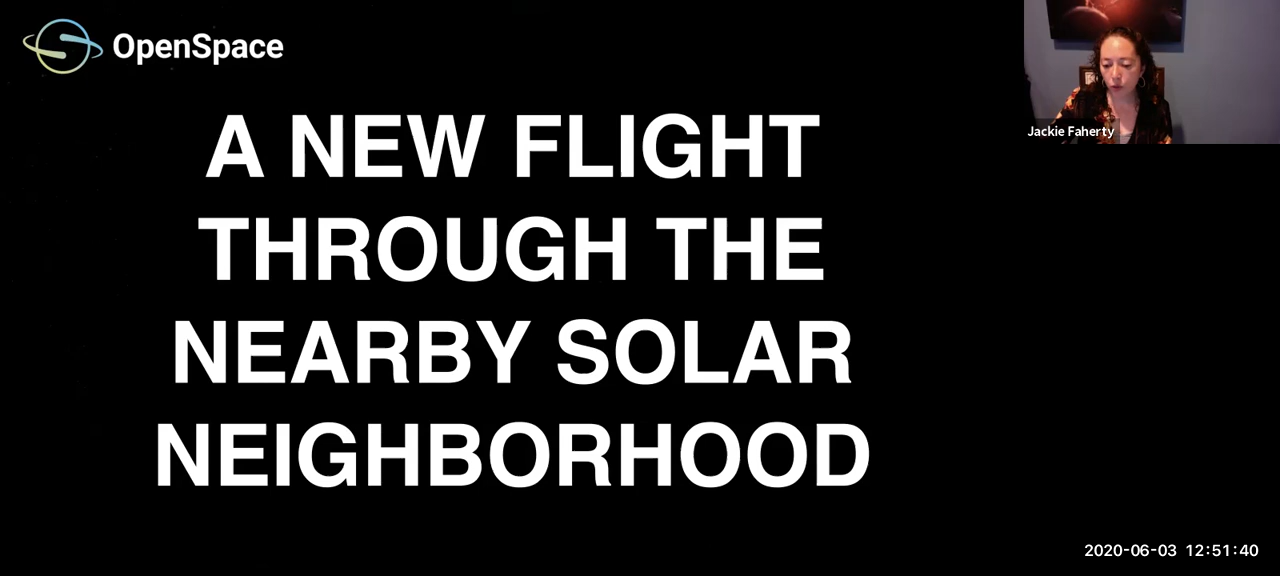 OpenSpace
A NEW FLIGHT
THROUGH THE
NEARBY SOLAR
NEIGHBORHOOD
Jackie Faherty
2020-06-03 12:51:40